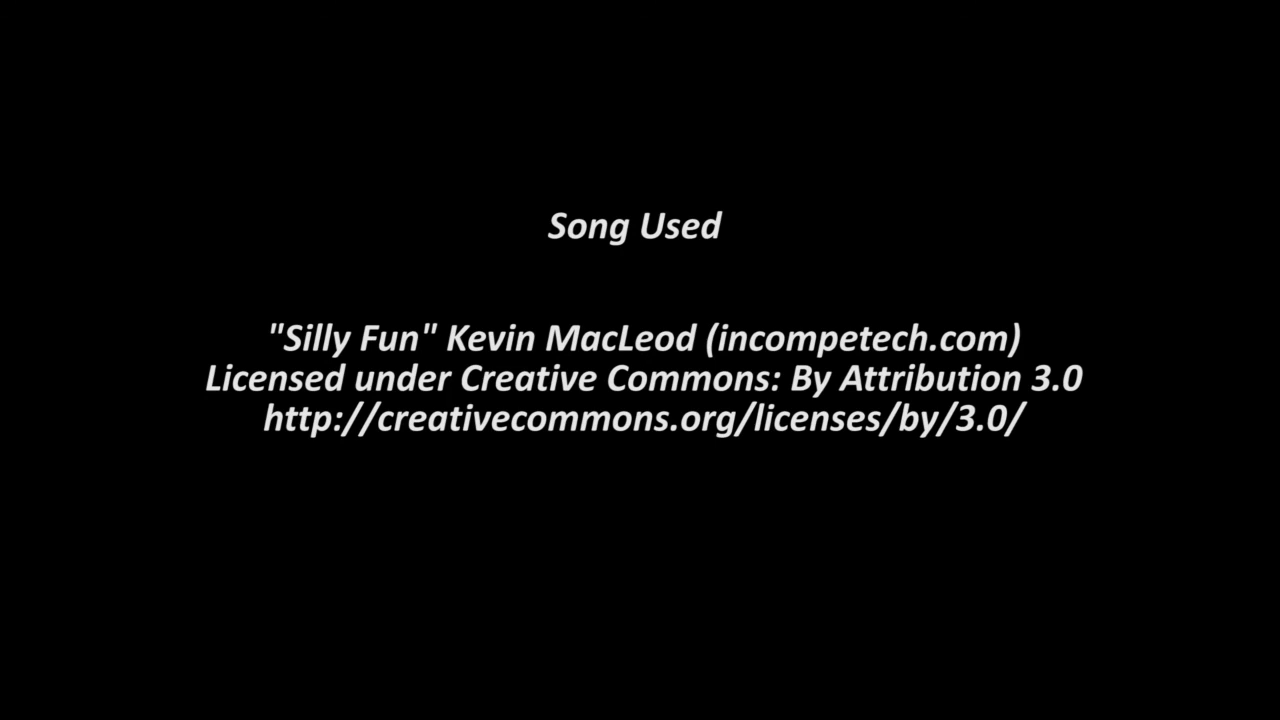 Song Used
"Silly Fun" Kevin MacLeod (incompetech.com)
Licensed under Creative Commons: By Attribution 3.0
http://creativecommons.org/licenses/by/3.0/